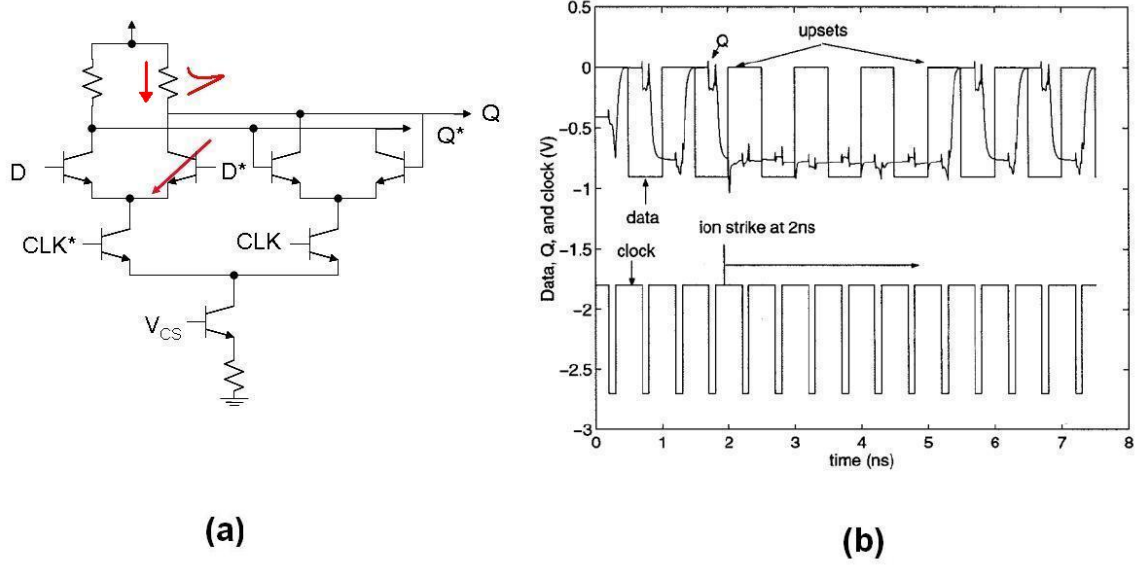 Q
Q*
D
D*
CLK*
CLK
V_CS
(a)
0.5
0
−0.5
−1
−1.5
−2
−2.5
−3
Data, Q, and clock (V)
Q
upsets
data
ion strike at 2ns
clock
0 1 2 3 4 5 6 7 8
time (ns)
(b)